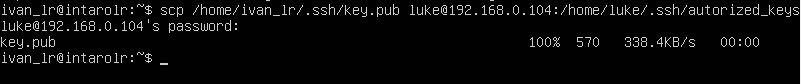 ivan_lr@intarolr:~$ scp /home/ivan_lr/.ssh/key.pub luke@192.168.0.104:/home/luke/.ssh/autorized_keys
luke@192.168.0.104's password:
key.pub 100% 570 338.4KB/s 00:00
ivan_lr@intarolr:~$ _